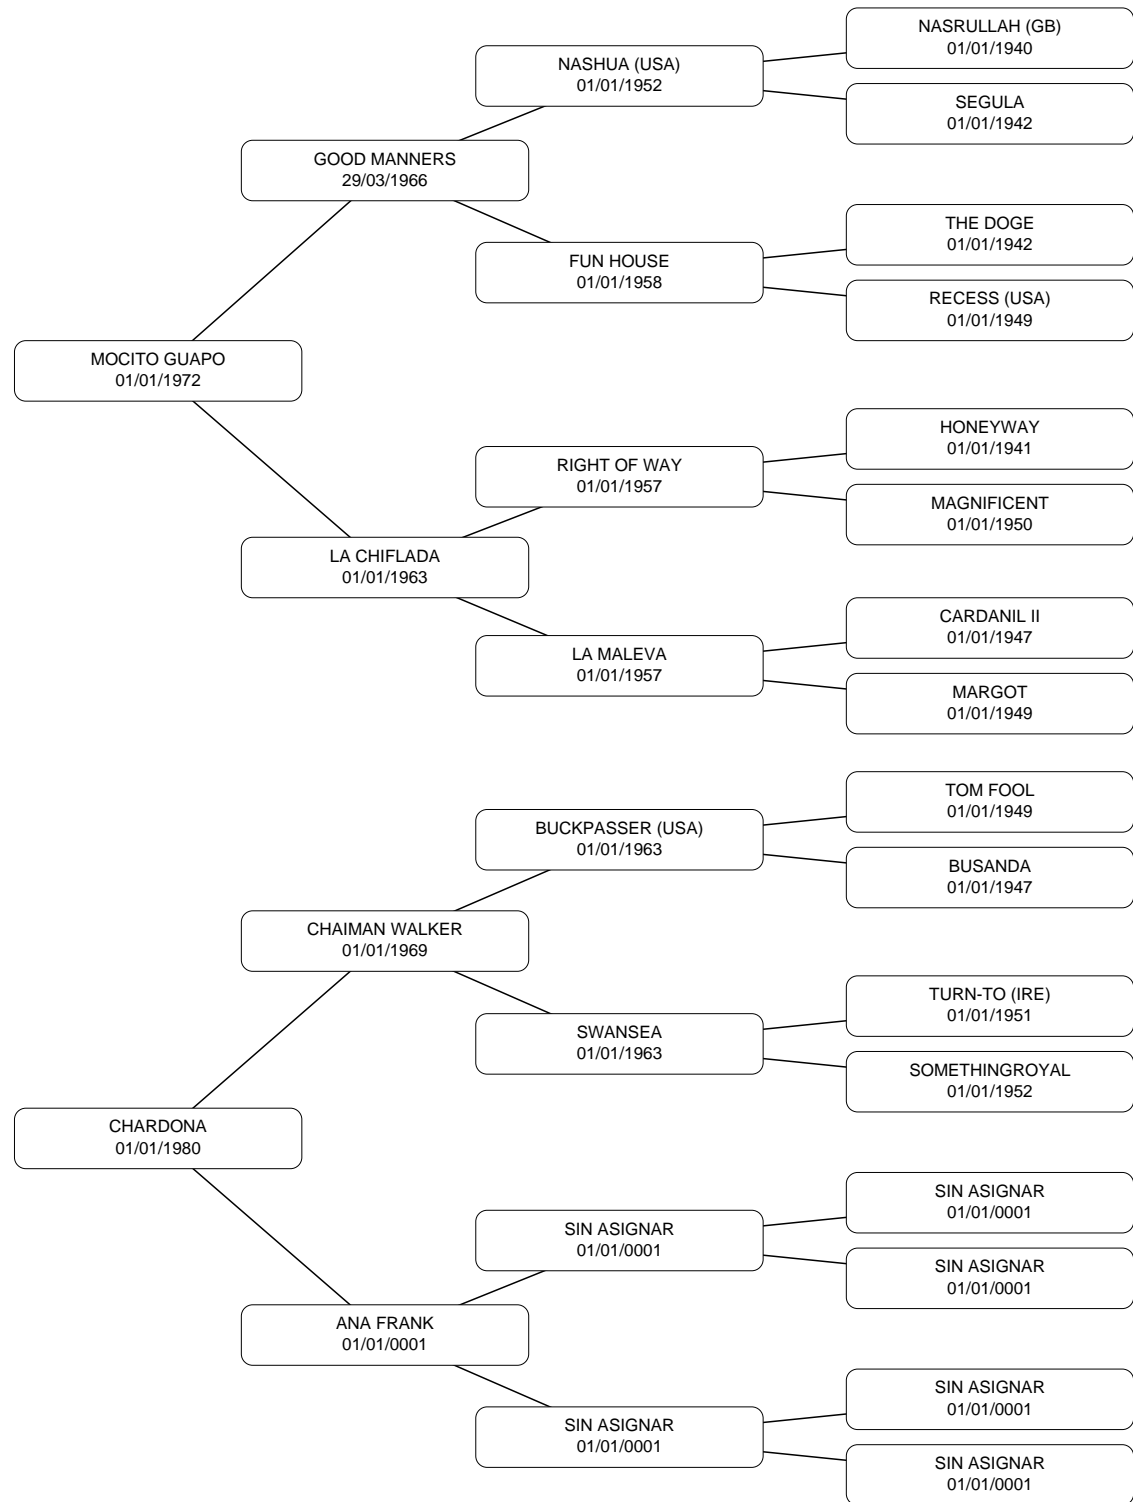 NASRULLAH (GB)
01/01/1940
NASHUA (USA)
01/01/1952
SEGULA
01/01/1942
GOOD MANNERS
29/03/1966
THE DOGE
01/01/1942
FUN HOUSE
01/01/1958
RECESS (USA)
01/01/1949
MOCITO GUAPO
01/01/1972
HONEYWAY
01/01/1941
RIGHT OF WAY
01/01/1957
MAGNIFICENT
01/01/1950
LA CHIFLADA
01/01/1963
CARDANIL II
01/01/1947
LA MALEVA
01/01/1957
MARGOT
01/01/1949
TOM FOOL
01/01/1949
BUCKPASSER (USA)
01/01/1963
BUSANDA
01/01/1947
CHAIMAN WALKER
01/01/1969
TURN-TO (IRE)
01/01/1951
SWANSEA
01/01/1963
SOMETHINGROYAL
01/01/1952
CHARDONA
01/01/1980
SIN ASIGNAR
01/01/0001
SIN ASIGNAR
01/01/0001
SIN ASIGNAR
01/01/0001
ANA FRANK
01/01/0001
SIN ASIGNAR
01/01/0001
SIN ASIGNAR
01/01/0001
SIN ASIGNAR
01/01/0001